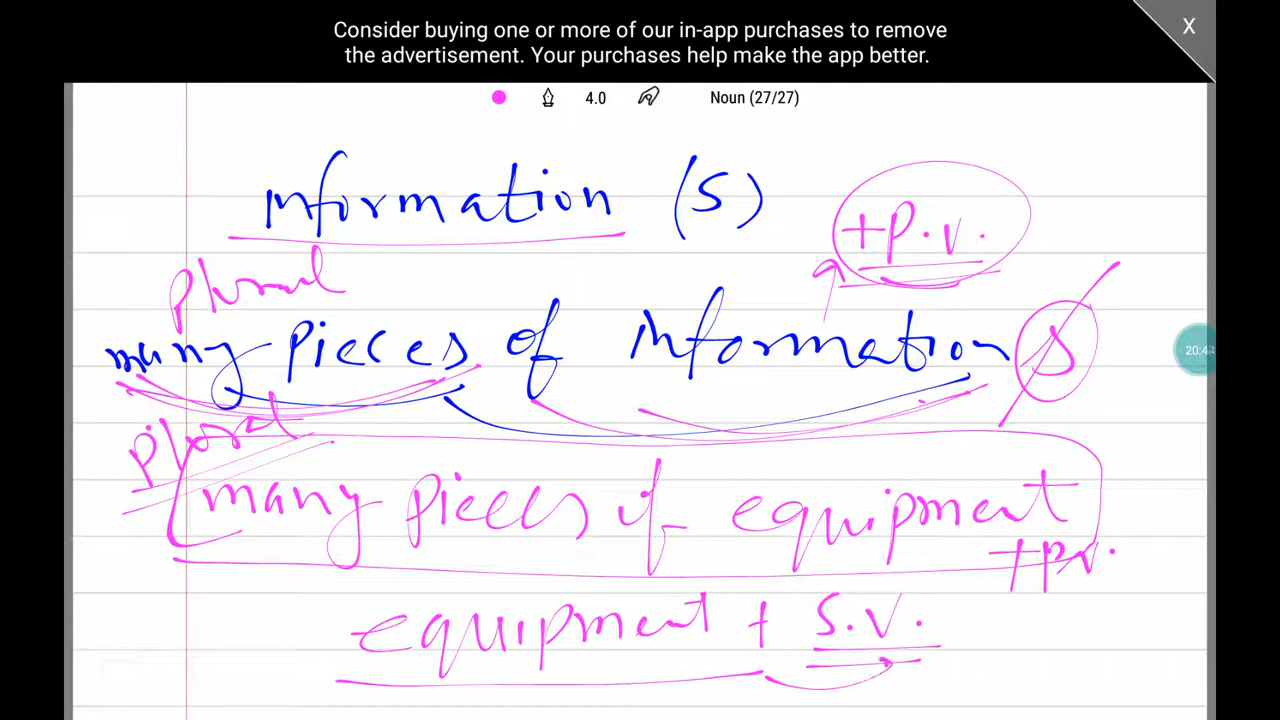 Consider buying one or more of our in-app purchases to remove
the advertisement. Your purchases help make the app better.
X
4.0 Noun (27/27)
Information (S)
+P.V.
Plural
many pieces of information S
20:4
Plural
many pieces of equipment
+P.V.
equipment + S.V.